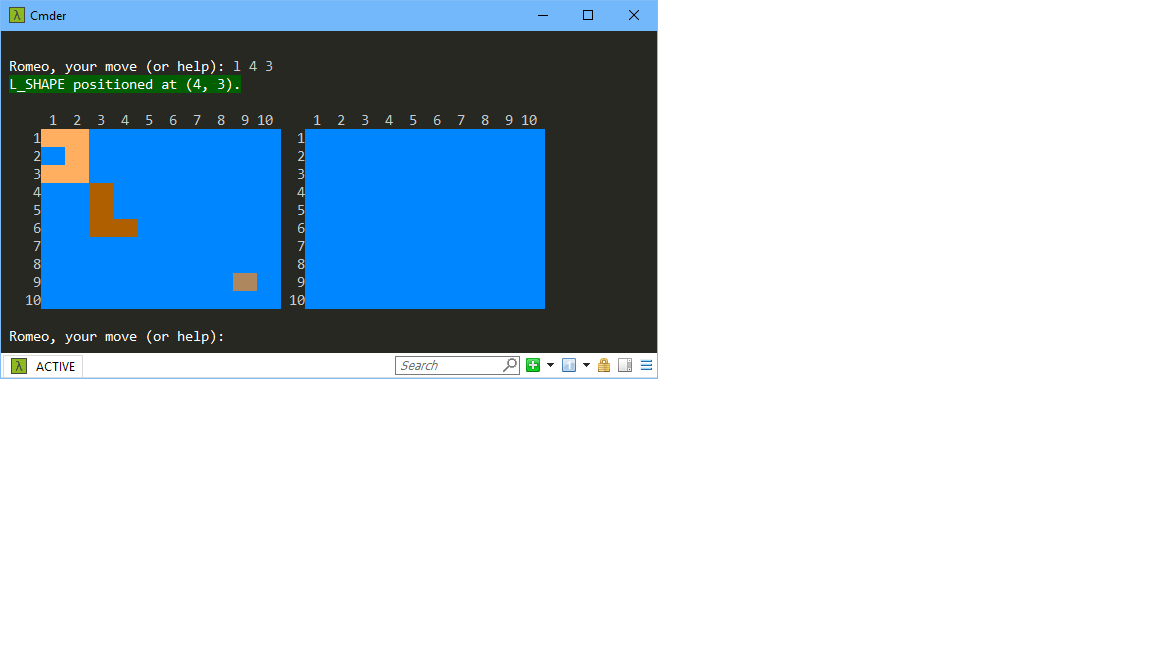 λ Cmder
Romeo, your move (or help): l 4 3
L_SHAPE positioned at (4, 3).
1 2 3 4 5 6 7 8 9 10 1 2 3 4 5 6 7 8 9 10
1 1
2 2
3 3
4 4
5 5
6 6
7 7
8 8
9 9
10 10
Romeo, your move (or help):
λ ACTIVE Search